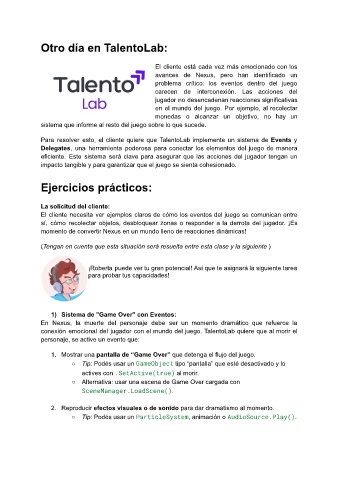 Otro día en TalentoLab:
El cliente está cada vez más emocionado con los
avances de Nexus, pero han identificado un
problema crítico: los eventos dentro del juego
carecen de interconexión. Las acciones del
jugador no desencadenan reacciones significativas
en el mundo del juego. Por ejemplo, al recolectar
monedas o alcanzar un objetivo, no hay un
sistema que informe al resto del juego sobre lo que sucede.
Talento
Lab
Para resolver esto, el cliente quiere que TalentoLab implemente un sistema de Events y
Delegates, una herramienta poderosa para conectar los elementos del juego de manera
eficiente. Este sistema será clave para asegurar que las acciones del jugador tengan un
impacto tangible y para garantizar que el juego se sienta cohesionado.
Ejercicios prácticos:
La solicitud del cliente:
El cliente necesita ver ejemplos claros de cómo los eventos del juego se comunican entre
sí, cómo recolectar objetos, desbloquear zonas o responder a la derrota del jugador. ¡Es
momento de convertir Nexus en un mundo lleno de reacciones dinámicas!
(Tengan en cuenta que esta situación será resuelta entre esta clase y la siguiente )
¡Roberta puede ver tu gran potencial! Así que te asignará la siguiente tarea
para probar tus capacidades!
1) Sistema de "Game Over" con Eventos:
En Nexus, la muerte del personaje debe ser un momento dramático que refuerce la
conexión emocional del jugador con el mundo del juego. TalentoLab quiere que al morir el
personaje, se active un evento que:
1. Mostrar una pantalla de "Game Over" que detenga el flujo del juego.
○ Tip: Podés usar un GameObject tipo "pantalla" que esté desactivado y lo
actives con .SetActive(true) al morir.
○ Alternativa: usar una escena de Game Over cargada con
SceneManager.LoadScene().
2. Reproducir efectos visuales o de sonido para dar dramatismo al momento.
○ Tip: Podés usar un ParticleSystem, animación o AudioSource.Play().